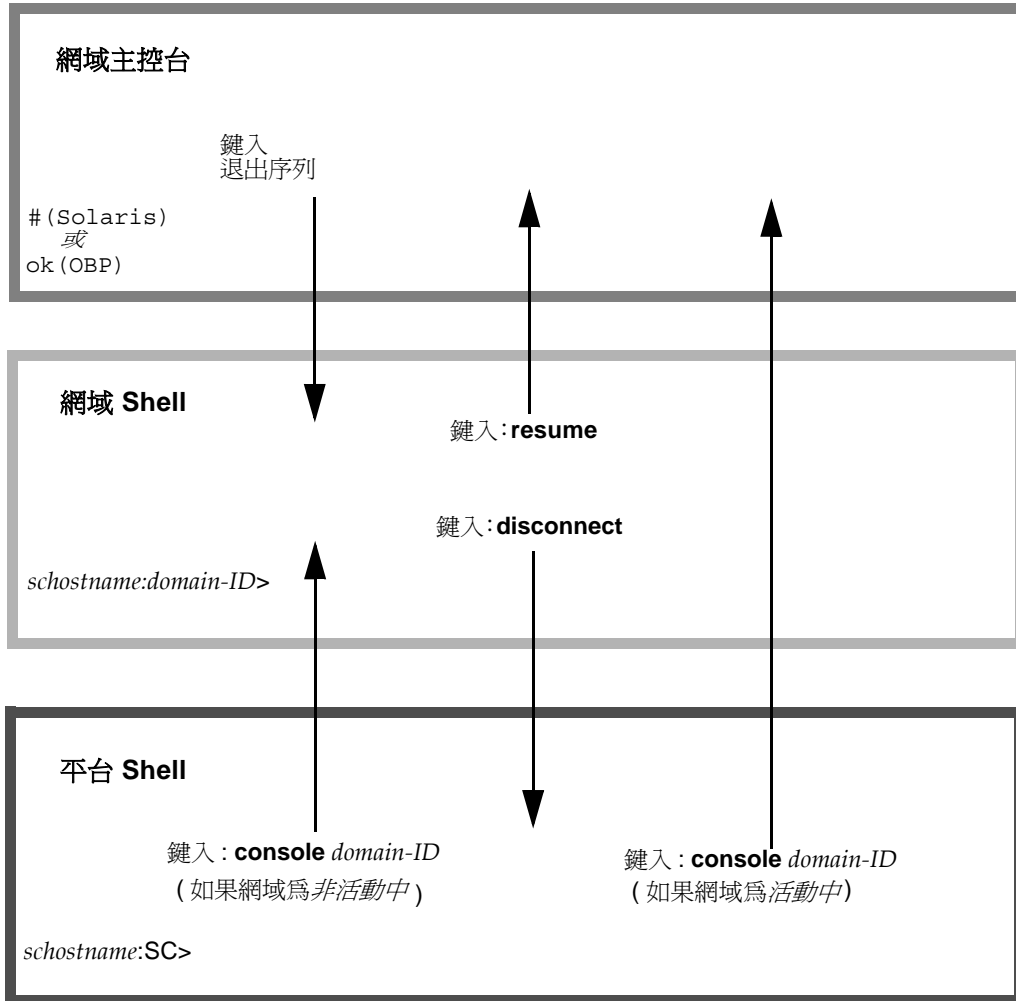 網域主控台
鍵入
退出序列
#(Solaris)
或
ok(OBP)
網域 Shell
鍵入:resume
鍵入:disconnect
schostname:domain-ID>
平台 Shell
鍵入 : console domain-ID
( 如果網域爲非活動中 )
鍵入 : console domain-ID
( 如果網域爲活動中)
schostname:SC>